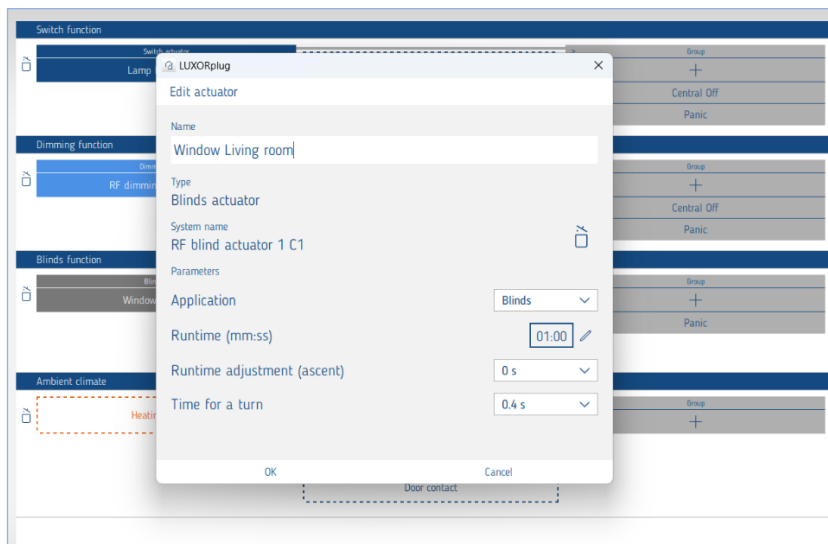 Switch function
Switch actuator
Group
Lamp
Central Off
Panic
LUXORplug
Edit actuator
Name
Window Living room
Type
Blinds actuator
System name
RF blind actuator 1 C1
Parameters
Application
Blinds
Runtime (mm:ss)
01:00
Runtime adjustment (ascent)
0 s
Time for a turn
0.4 s
OK
Cancel
Dimming function
Group
RF dimmin
Central Off
Panic
Blinds function
Group
Window
Panic
Ambient climate
Group
Door contact